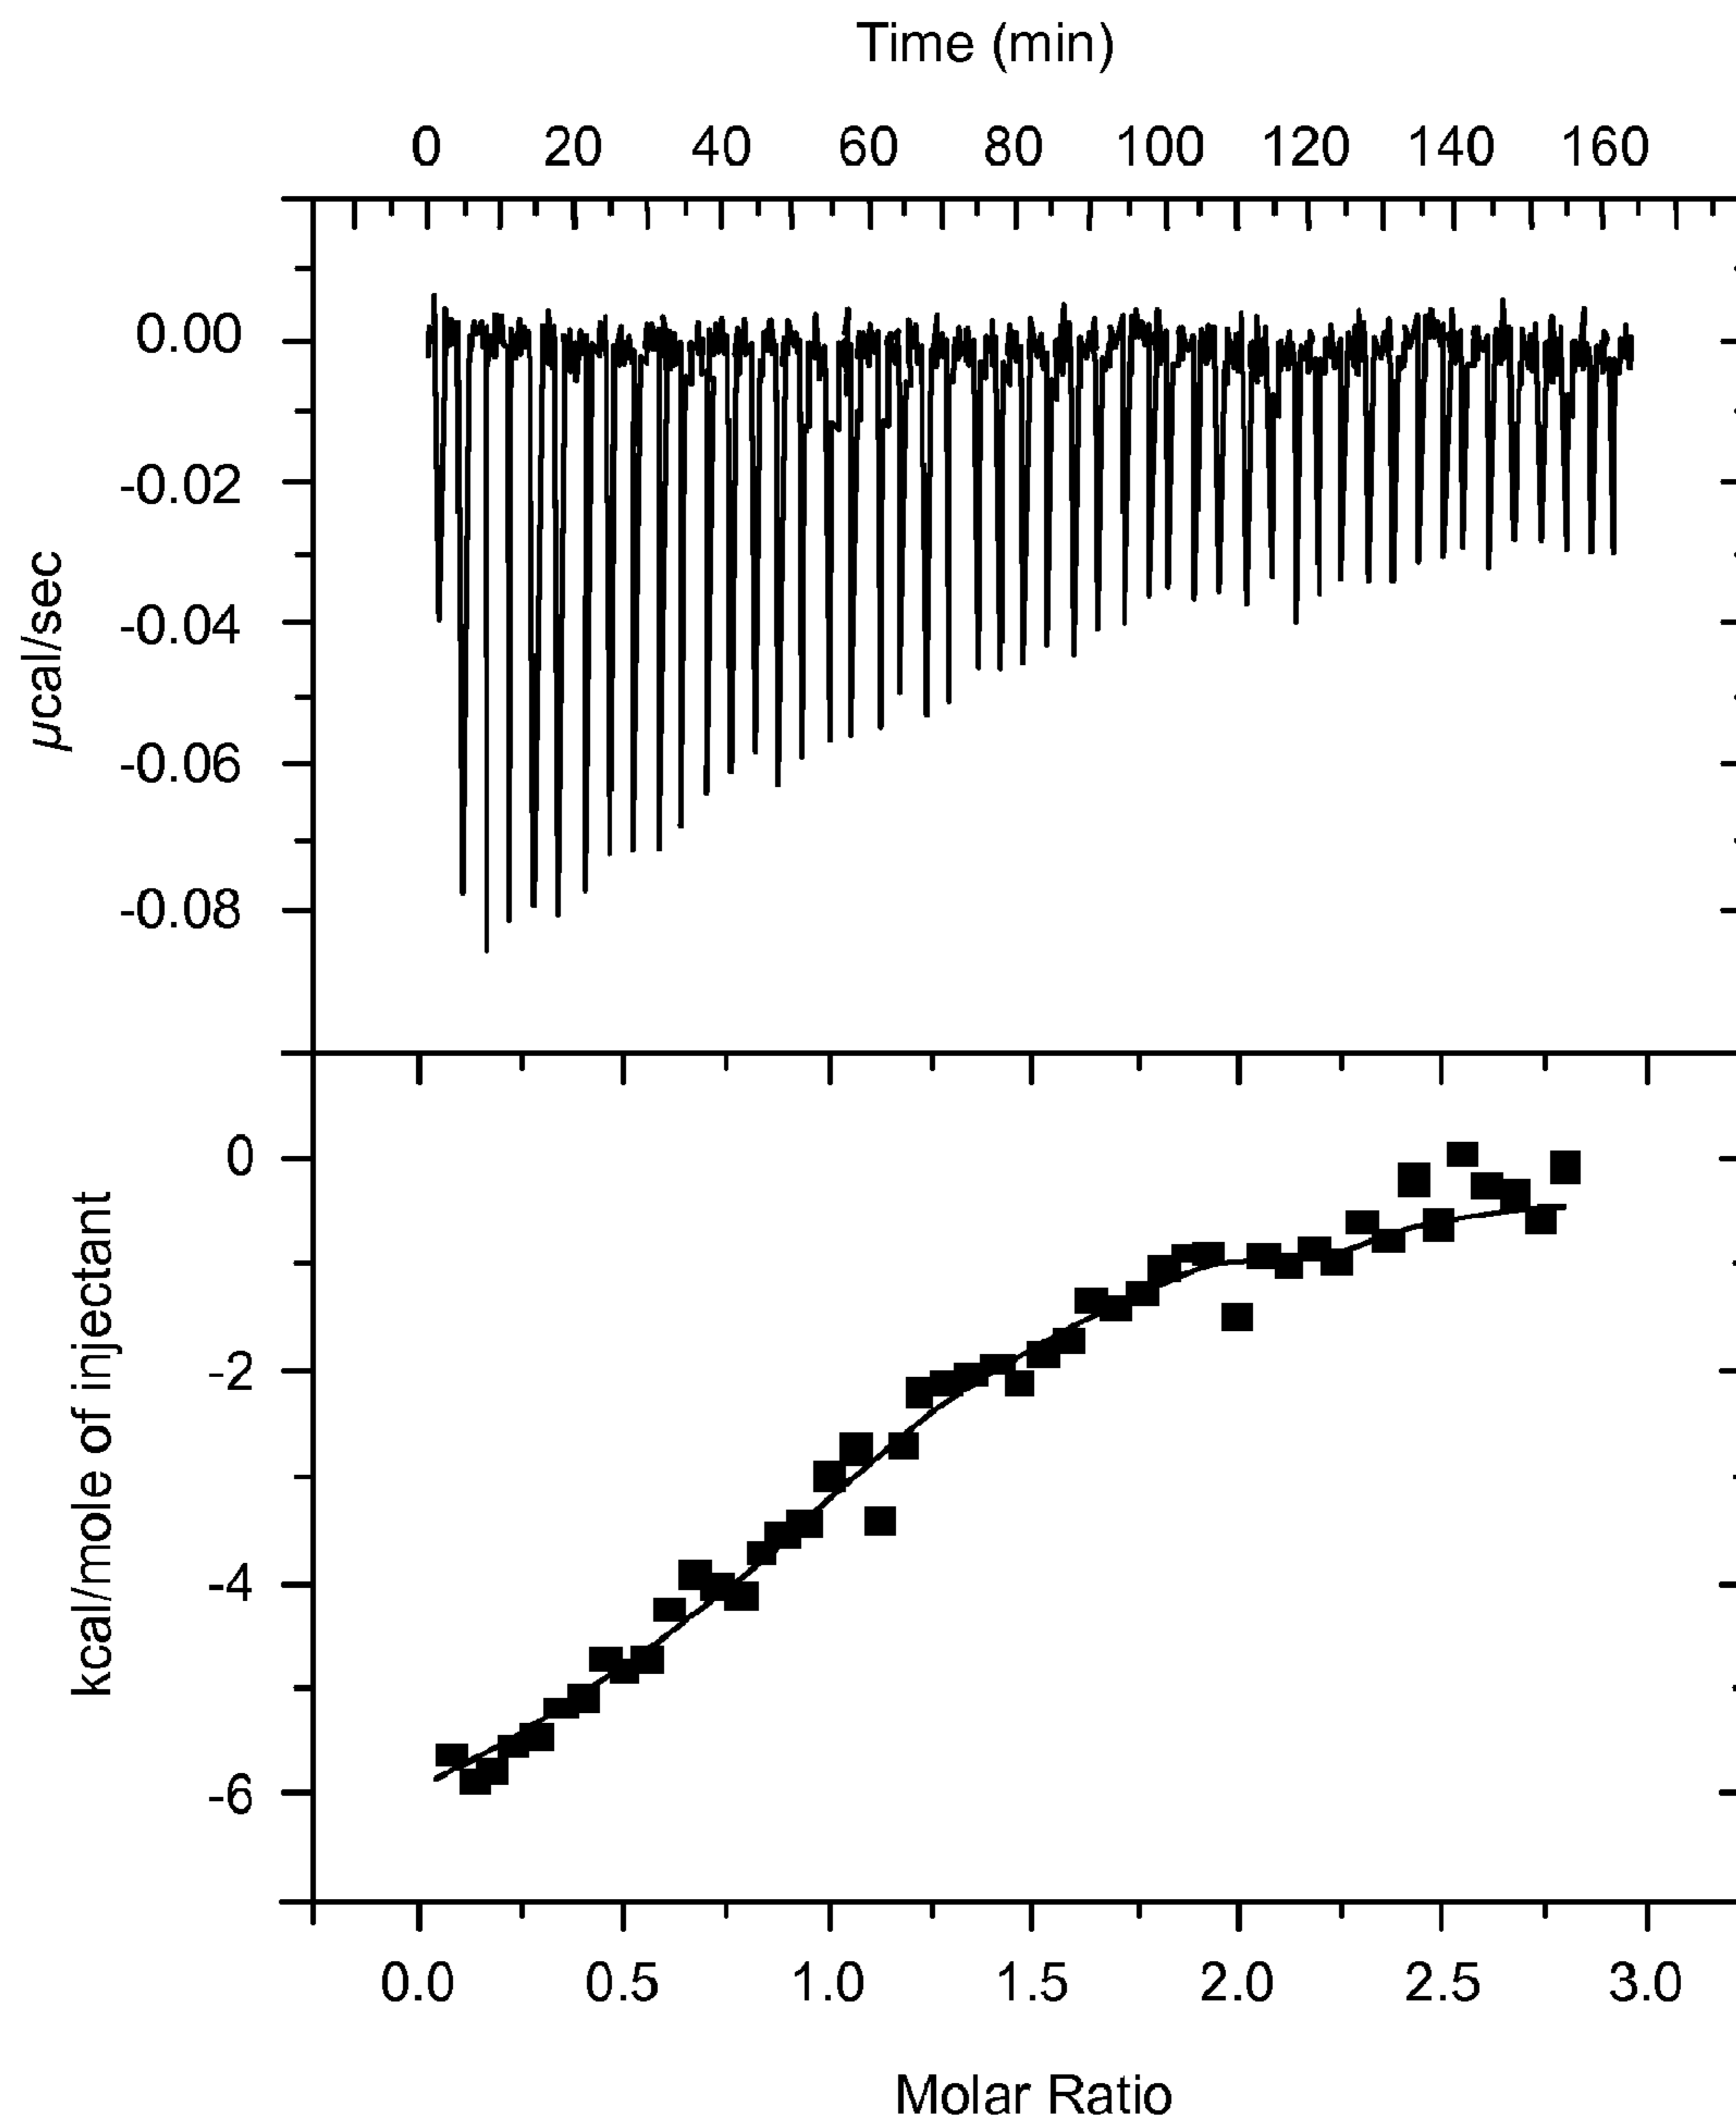 Time (min)
0 20 40 60 80 100 120 140 160
0.00
-0.02
-0.04
-0.06
-0.08
µcal/sec
0
-2
-4
-6
kcal/mole of injectant
0.0 0.5 1.0 1.5 2.0 2.5 3.0
Molar Ratio